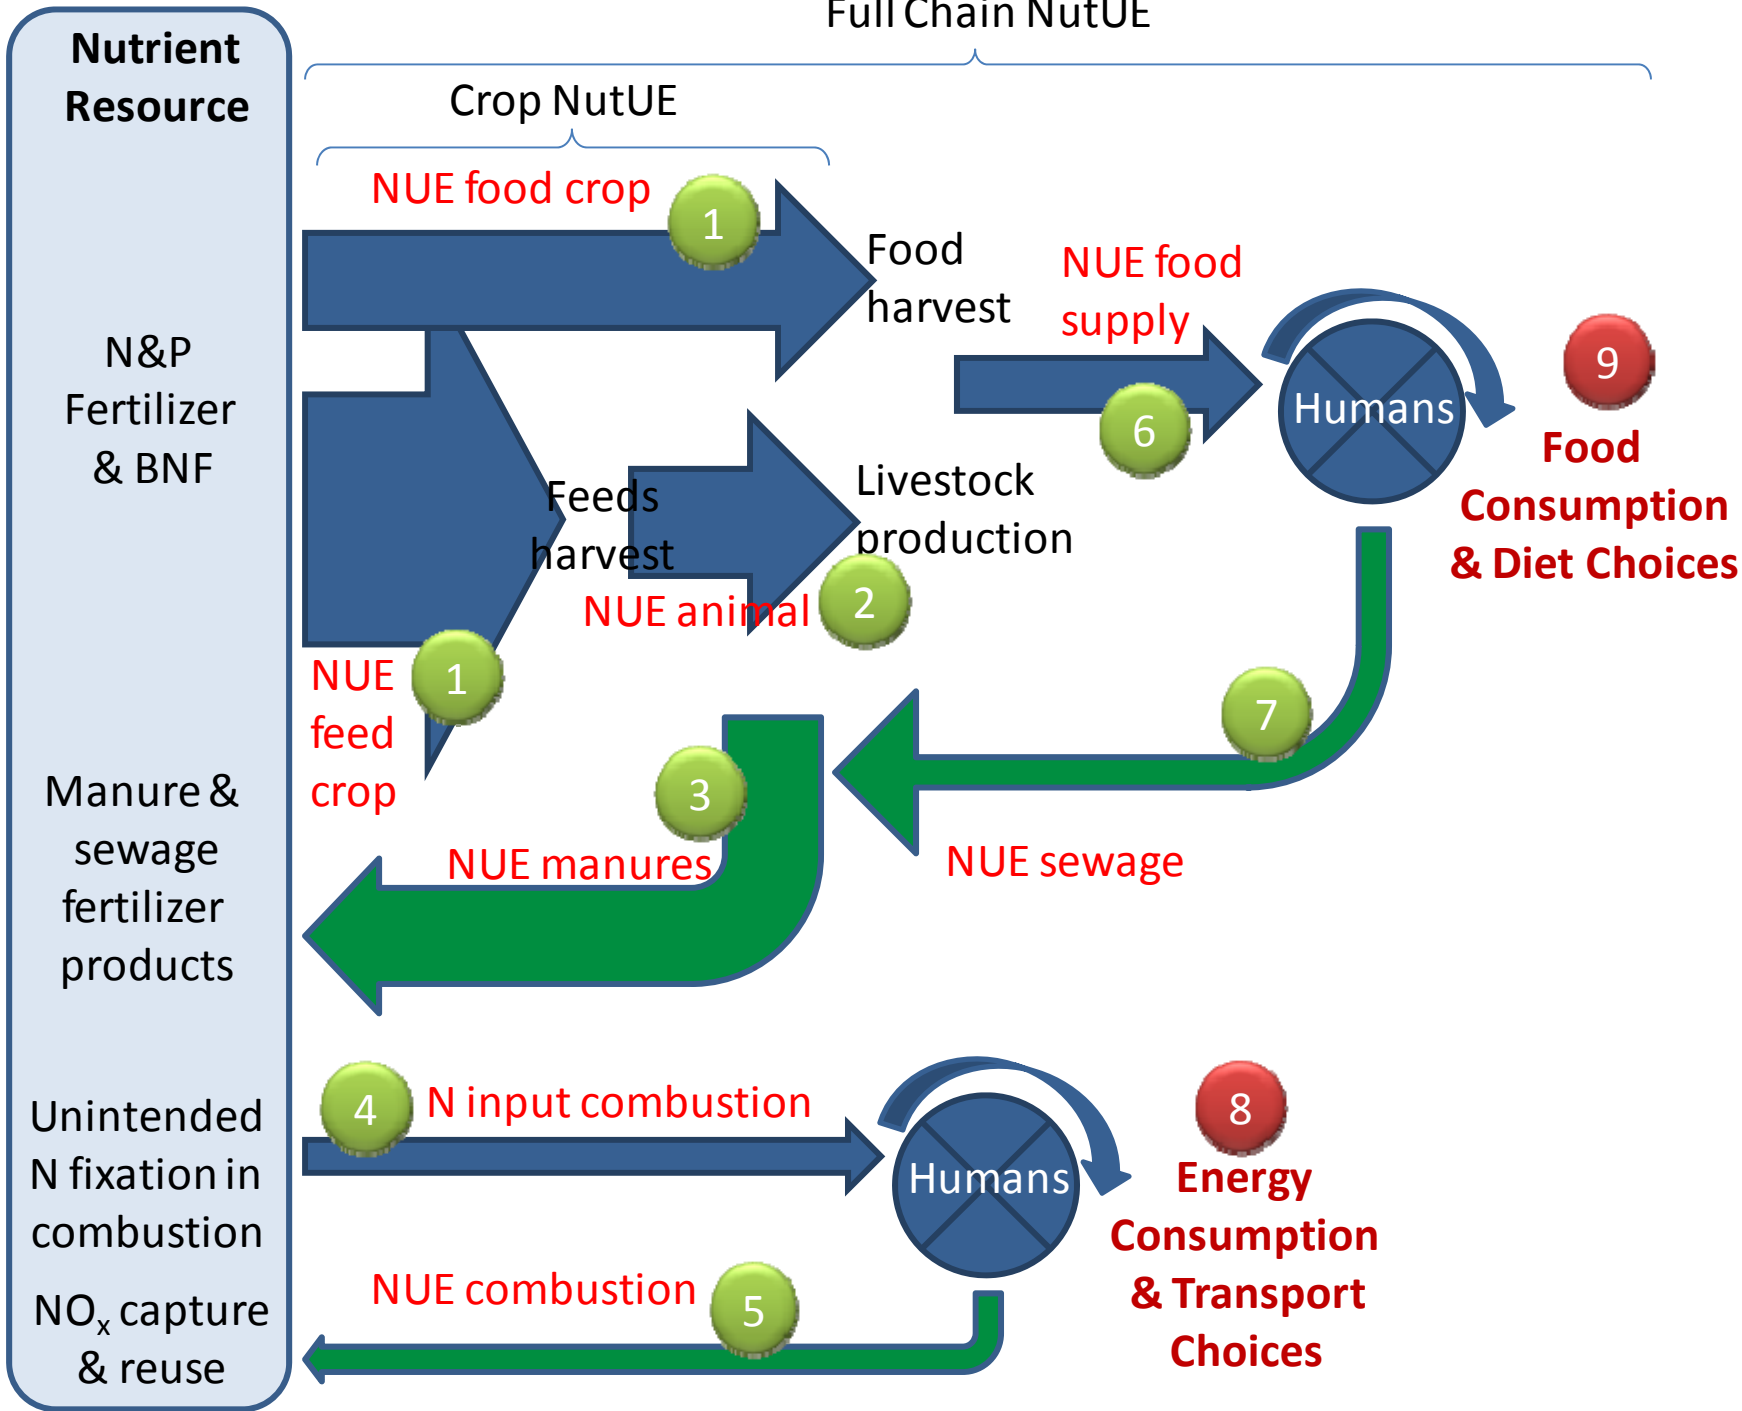 Full Chain NutUE
Nutrient
Resource
Crop NutUE
NUE food crop
1
Food
harvest
NUE food
supply
N&P
Fertilizer
& BNF
6
Humans
9
Food
Consumption
& Diet Choices
Feeds
harvest
Livestock
production
NUE animal
2
NUE
feed
crop
1
7
Manure &
sewage
fertilizer
products
3
NUE manures
NUE sewage
Unintended
N fixation in
combustion
4
N input combustion
Humans
8
Energy
Consumption
& Transport
Choices
NOx capture
& reuse
NUE combustion
5